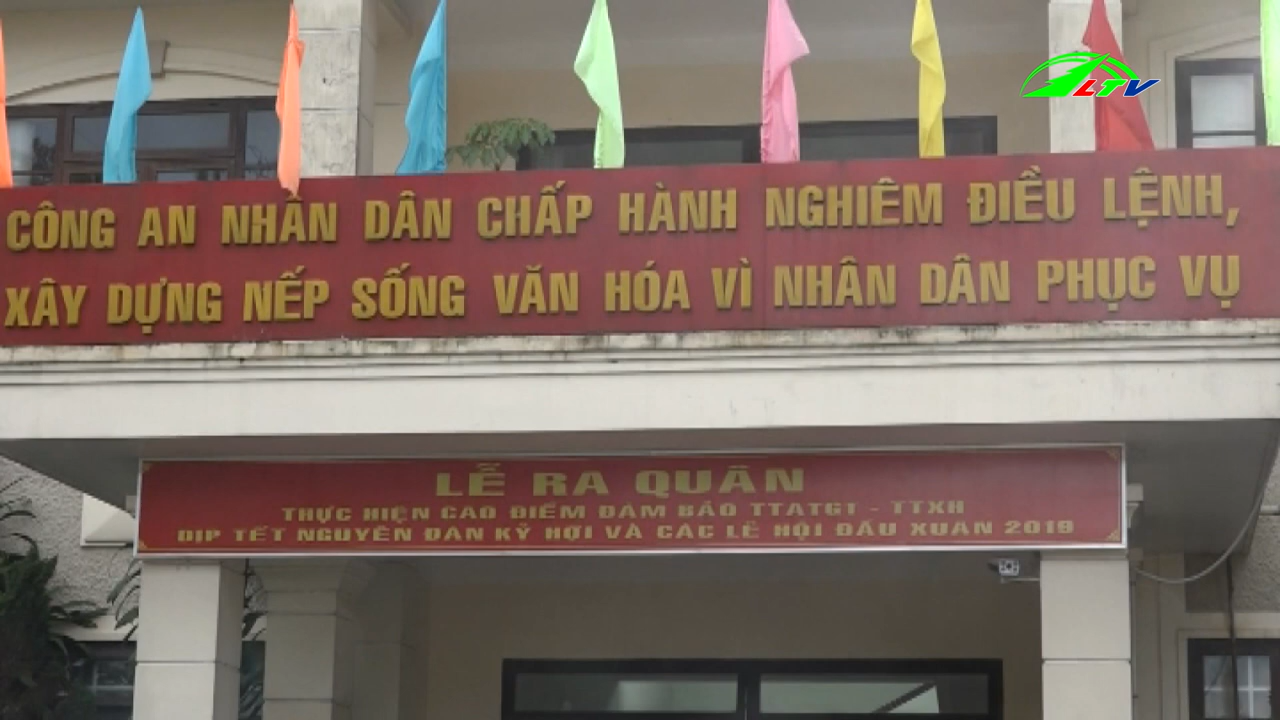 LTV
CÔNG AN NHÂN DÂN CHẤP HÀNH NGHIÊM ĐIỀU LỆNH,
XÂY DỰNG NẾP SỐNG VĂN HÓA VÌ NHÂN DÂN PHỤC VỤ
LỄ RA QUÂN
THỰC HIỆN CAO ĐIỂM ĐẢM BẢO TTATGT - TTXH
DỊP TẾT NGUYÊN ĐÁN KỶ HỢI VÀ CÁC LỄ HỘI ĐẦU XUÂN 2019